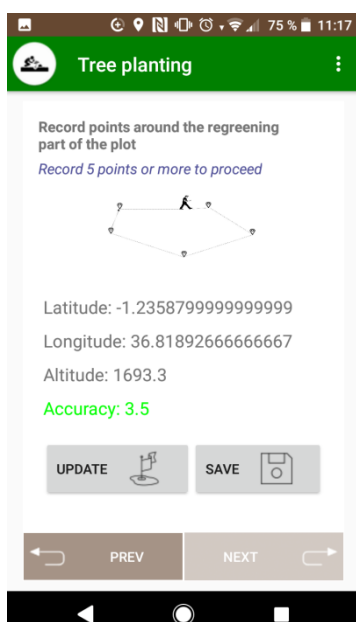 75 % 11:17
Tree planting
Record points around the regreening
part of the plot
Record 5 points or more to proceed
Latitude: -1.2358799999999999
Longitude: 36.81892666666667
Altitude: 1693.3
Accuracy: 3.5
UPDATE SAVE
PREV NEXT